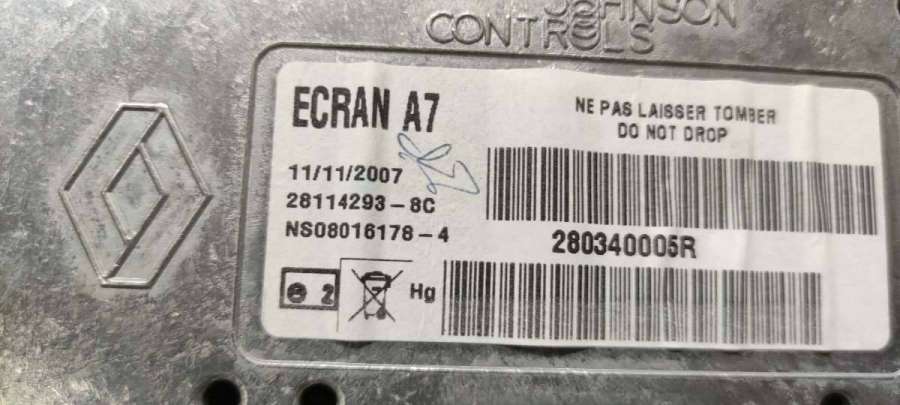 JOHNSON
CONTROLS
ECRAN A7
NE PAS LAISSER TOMBER
DO NOT DROP
11/11/2007
28114293-8C
NS08016178-4
280340005R
2
Hg